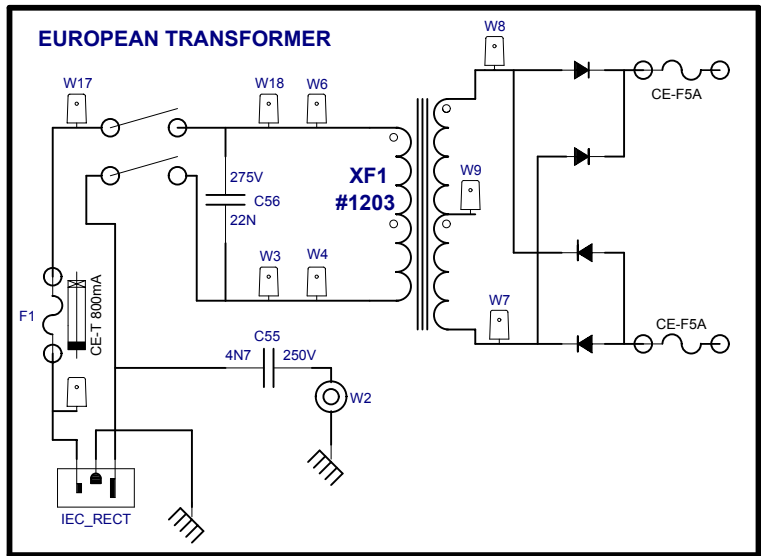 EUROPEAN TRANSFORMER
W8
W17
W18
W6
CE-F5A
275V
C56
22N
XF1
#1203
W9
W3
W4
W7
F1
CE-T 800mA
CE-F5A
C55
4N7
250V
W2
IEC_RECT